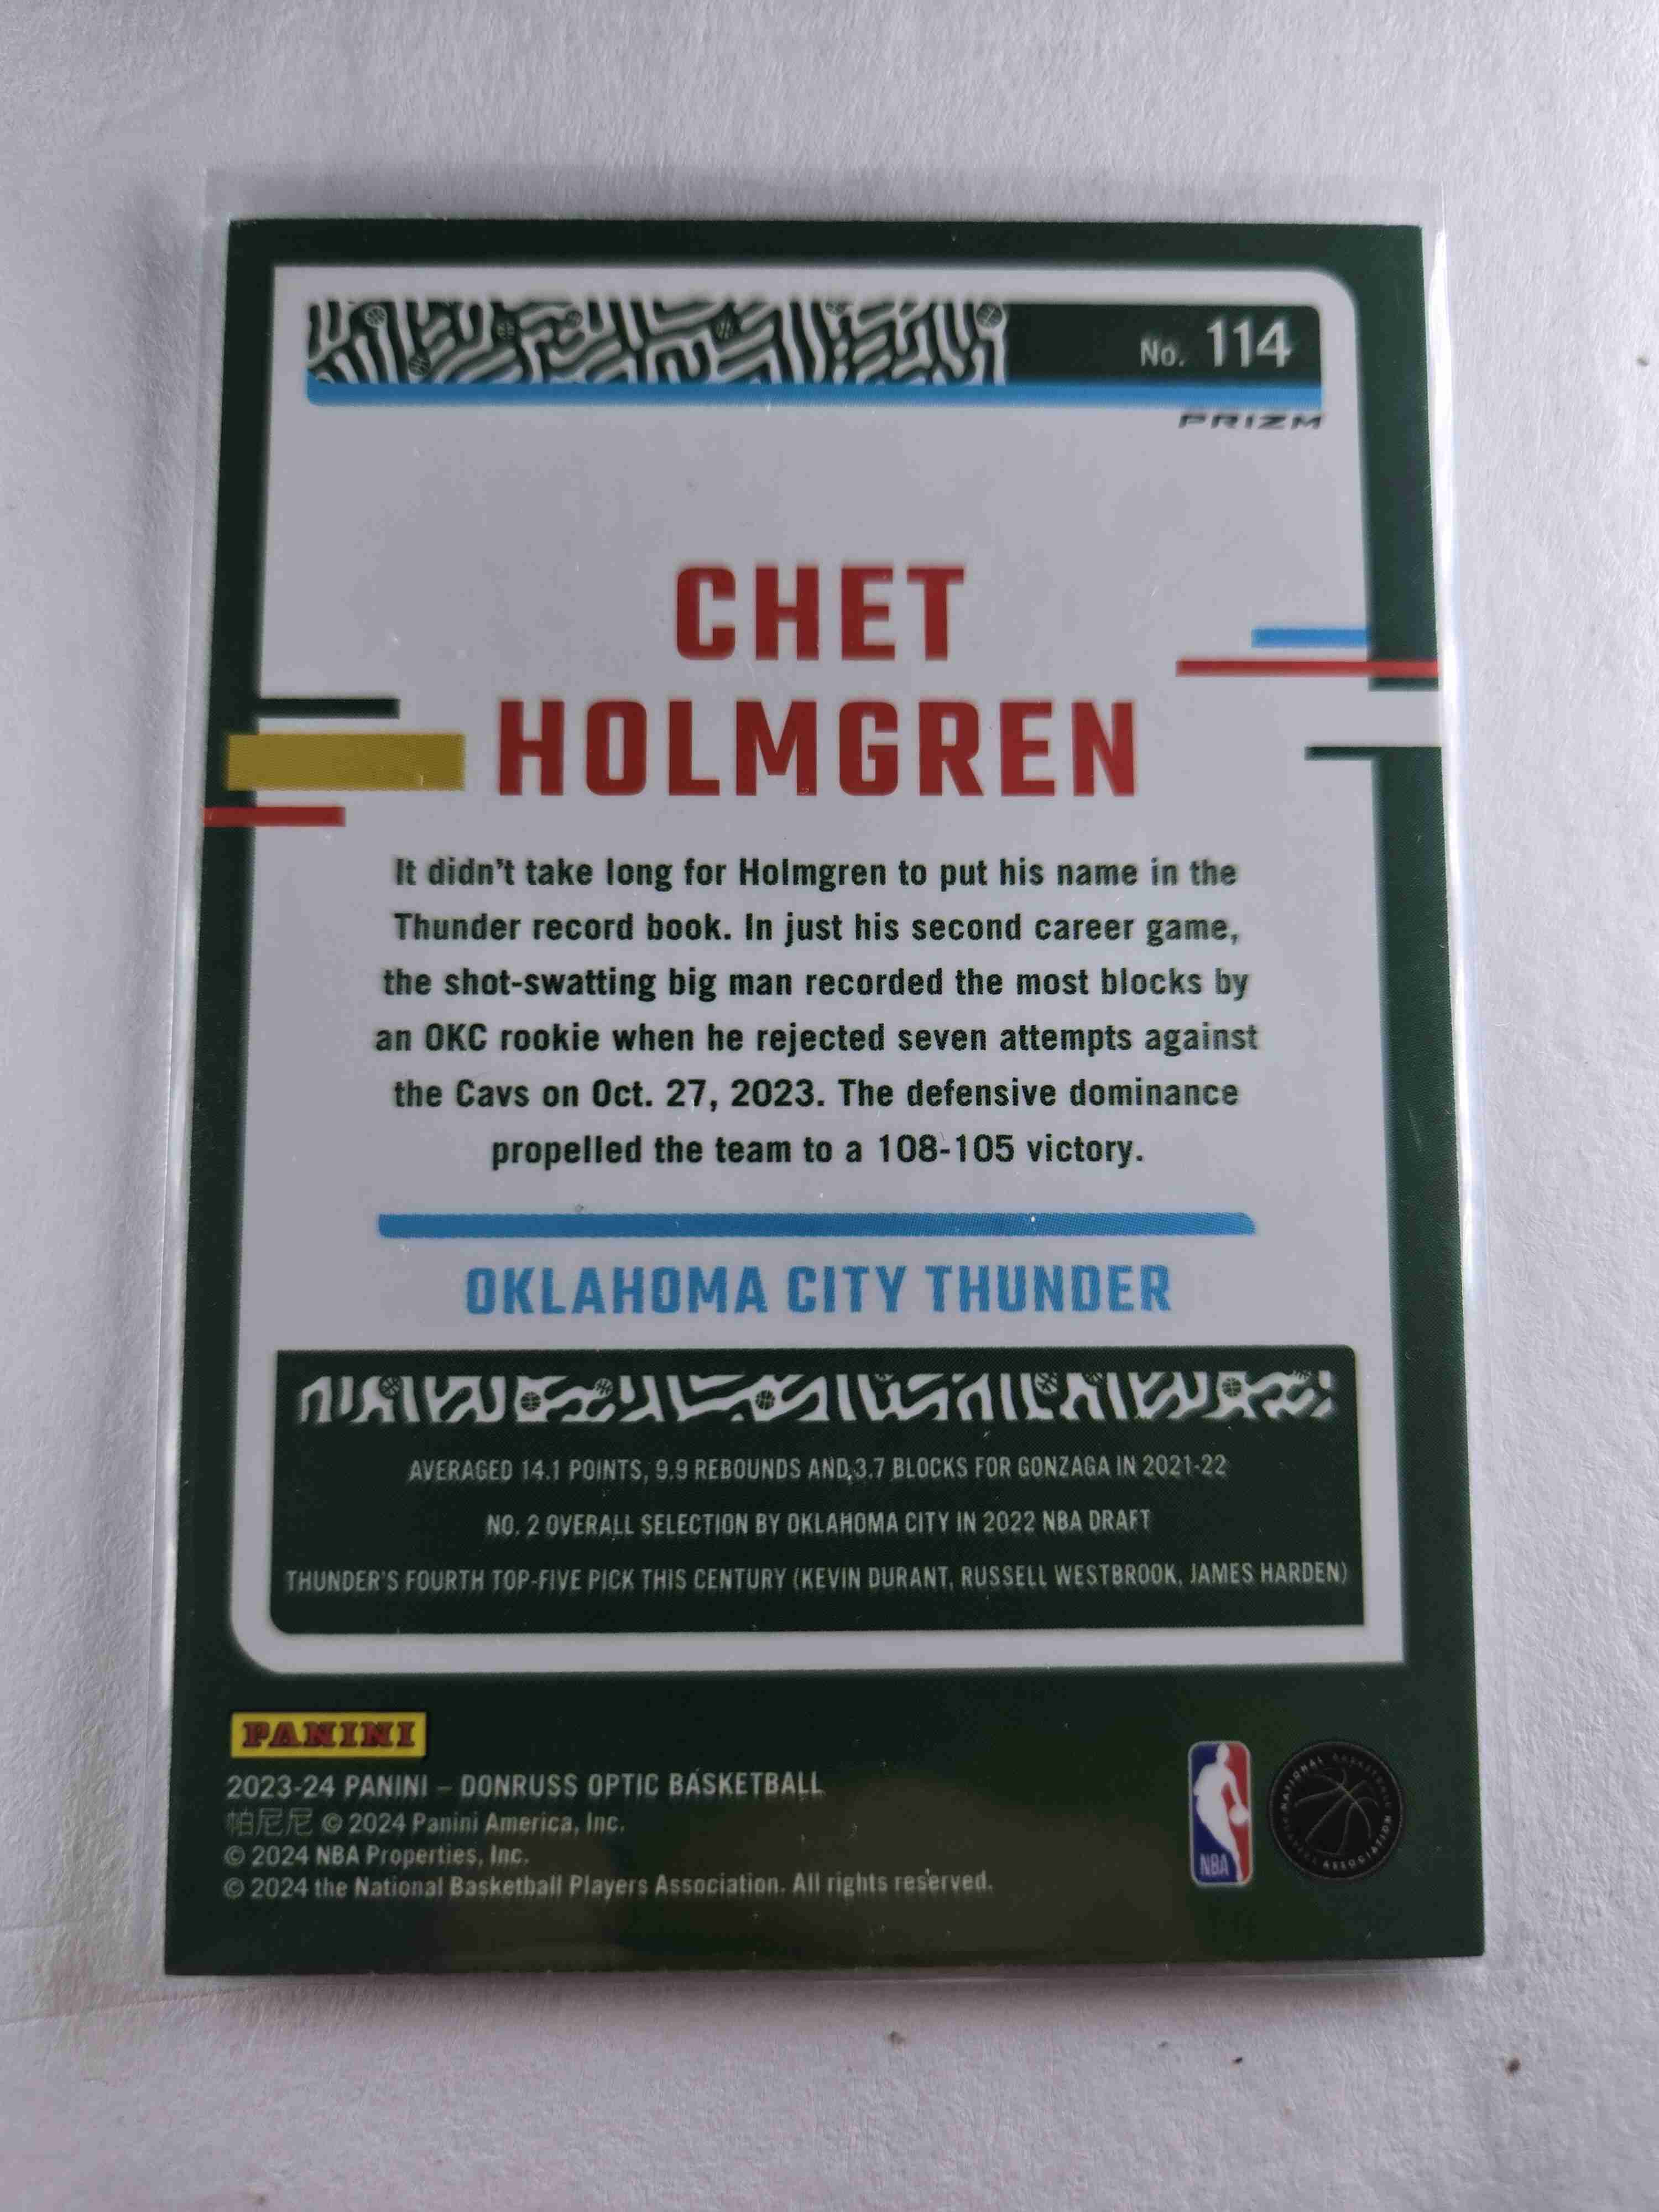 No. 114
PRIZM
CHET
HOLMGREN
It didn't take long for Holmgren to put his name in the
Thunder record book. In just his second career game,
the shot-swatting big man recorded the most blocks by
an OKC rookie when he rejected seven attempts against
the Cavs on Oct. 27, 2023. The defensive dominance
propelled the team to a 108-105 victory.
OKLAHOMA CITY THUNDER
AVERAGED 14.1 POINTS, 9.9 REBOUNDS AND 3.7 BLOCKS FOR GONZAGA IN 2021-22
NO. 2 OVERALL SELECTION BY OKLAHOMA CITY IN 2022 NBA DRAFT
THUNDER'S FOURTH TOP-FIVE PICK THIS CENTURY (KEVIN DURANT, RUSSELL WESTBROOK, JAMES HARDEN)
PANINI
2023-24 PANINI – DONRUSS OPTIC BASKETBALL
帕尼尼 © 2024 Panini America, Inc.
© 2024 NBA Properties, Inc.
© 2024 the National Basketball Players Association. All rights reserved.
NBA
NATIONAL BASKETBALL PLAYERS ASSOCIATION